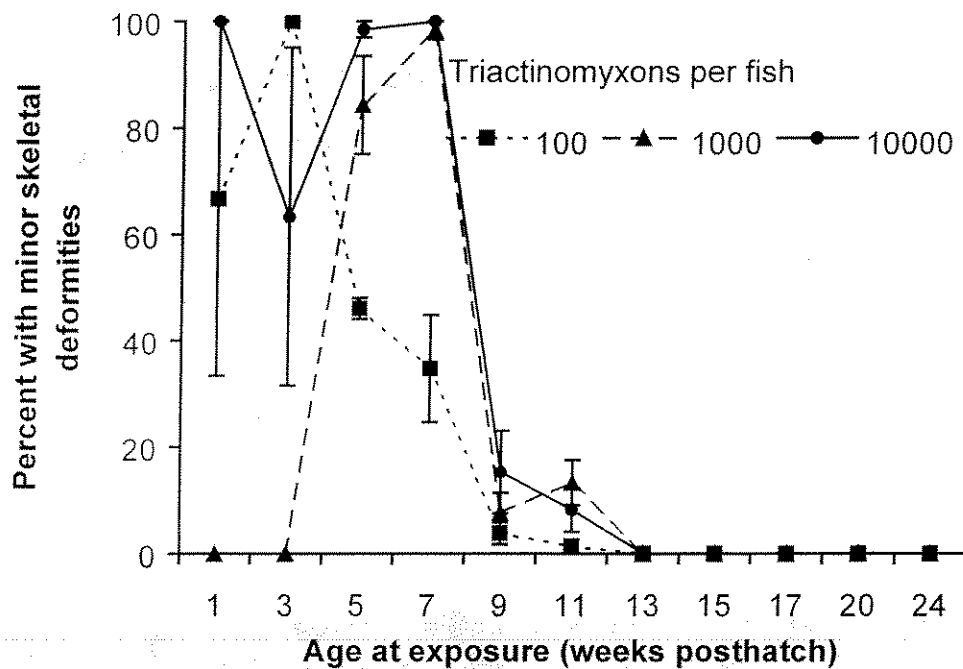 Percent with minor skeletal
deformities
100
80
60
40
20
0
Triactinomyxons per fish
100 1000 10000
1 3 5 7 9 11 13 15 17 20 24
Age at exposure (weeks posthatch)